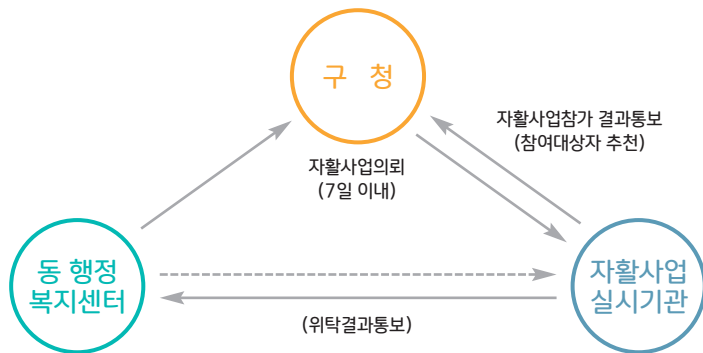 구 청
자활사업참가 결과통보
(참여대상자 추천)
자활사업의뢰
(7일 이내)
동 행정
복지센터
자활사업
실시기관
(위탁결과통보)